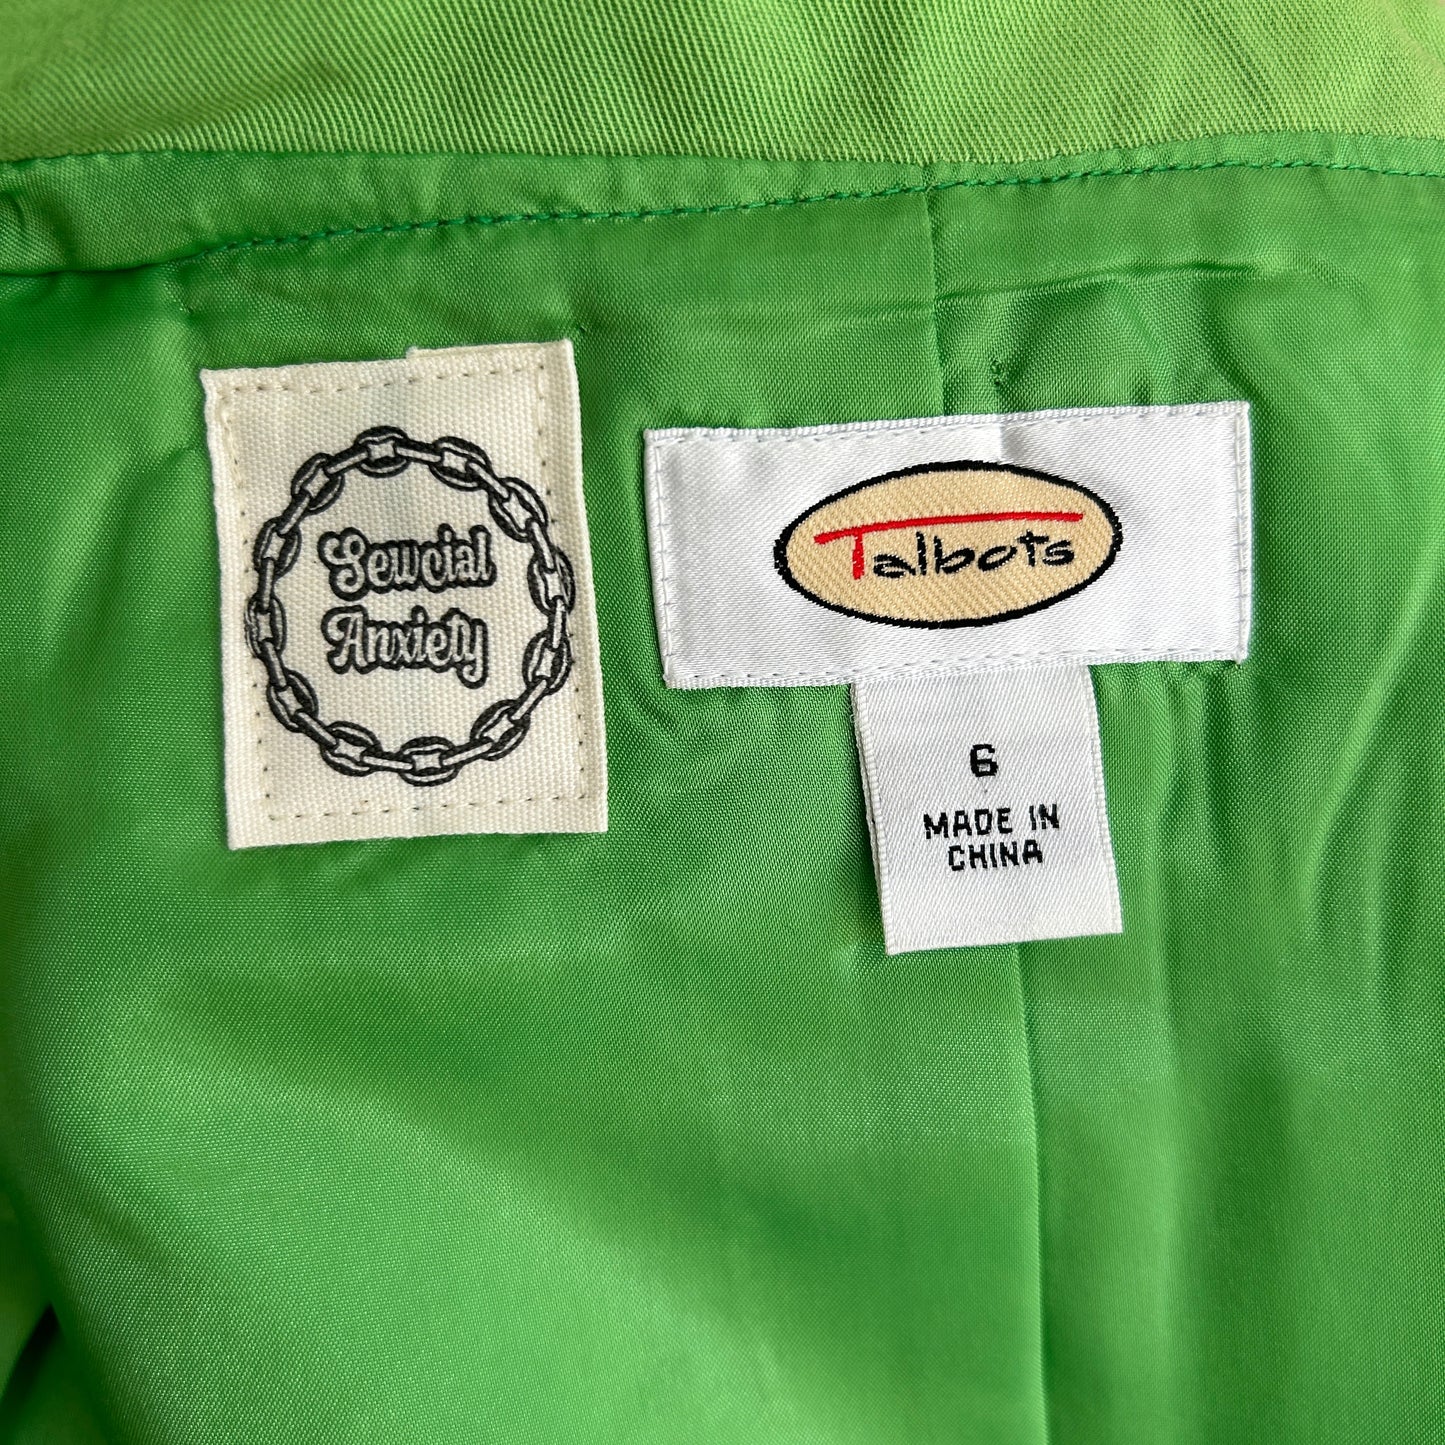 Sewcial
Anxiety
Talbots
6
MADE IN
CHINA